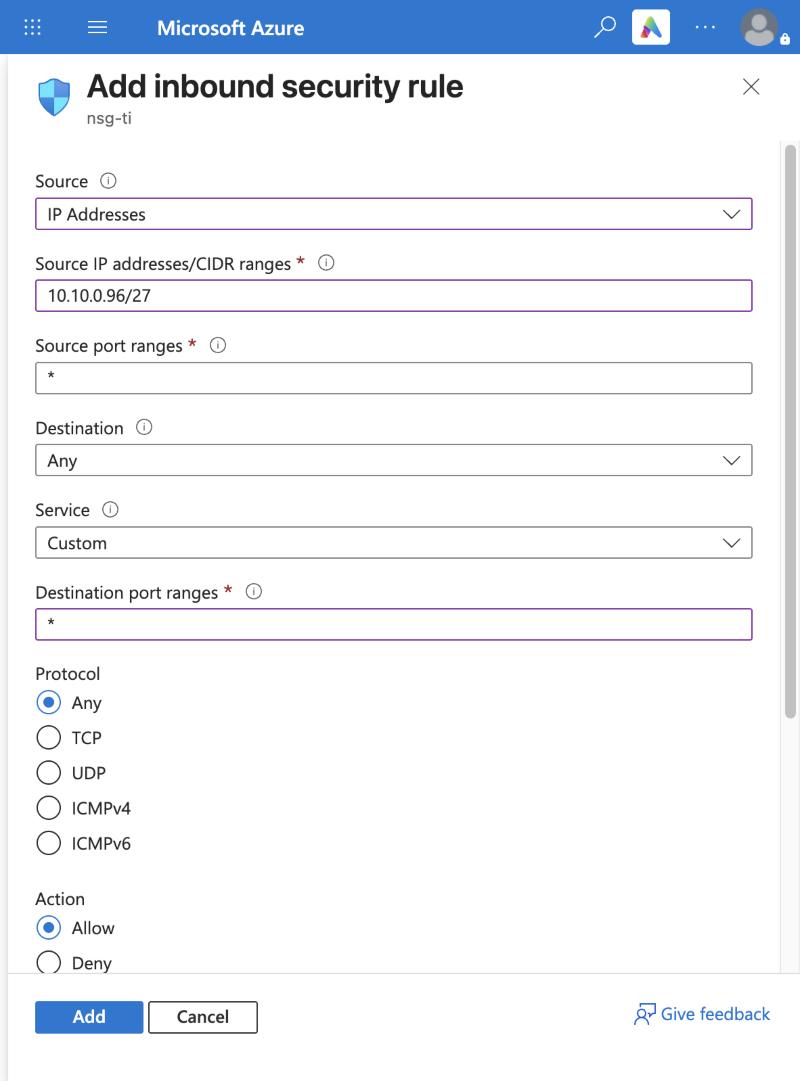 Microsoft Azure
Add inbound security rule
nsg-ti
Source
IP Addresses
Source IP addresses/CIDR ranges *
10.10.0.96/27
Source port ranges *
*
Destination
Any
Service
Custom
Destination port ranges *
*
Protocol
Any
TCP
UDP
ICMPv4
ICMPv6
Action
Allow
Deny
Add
Cancel
Give feedback